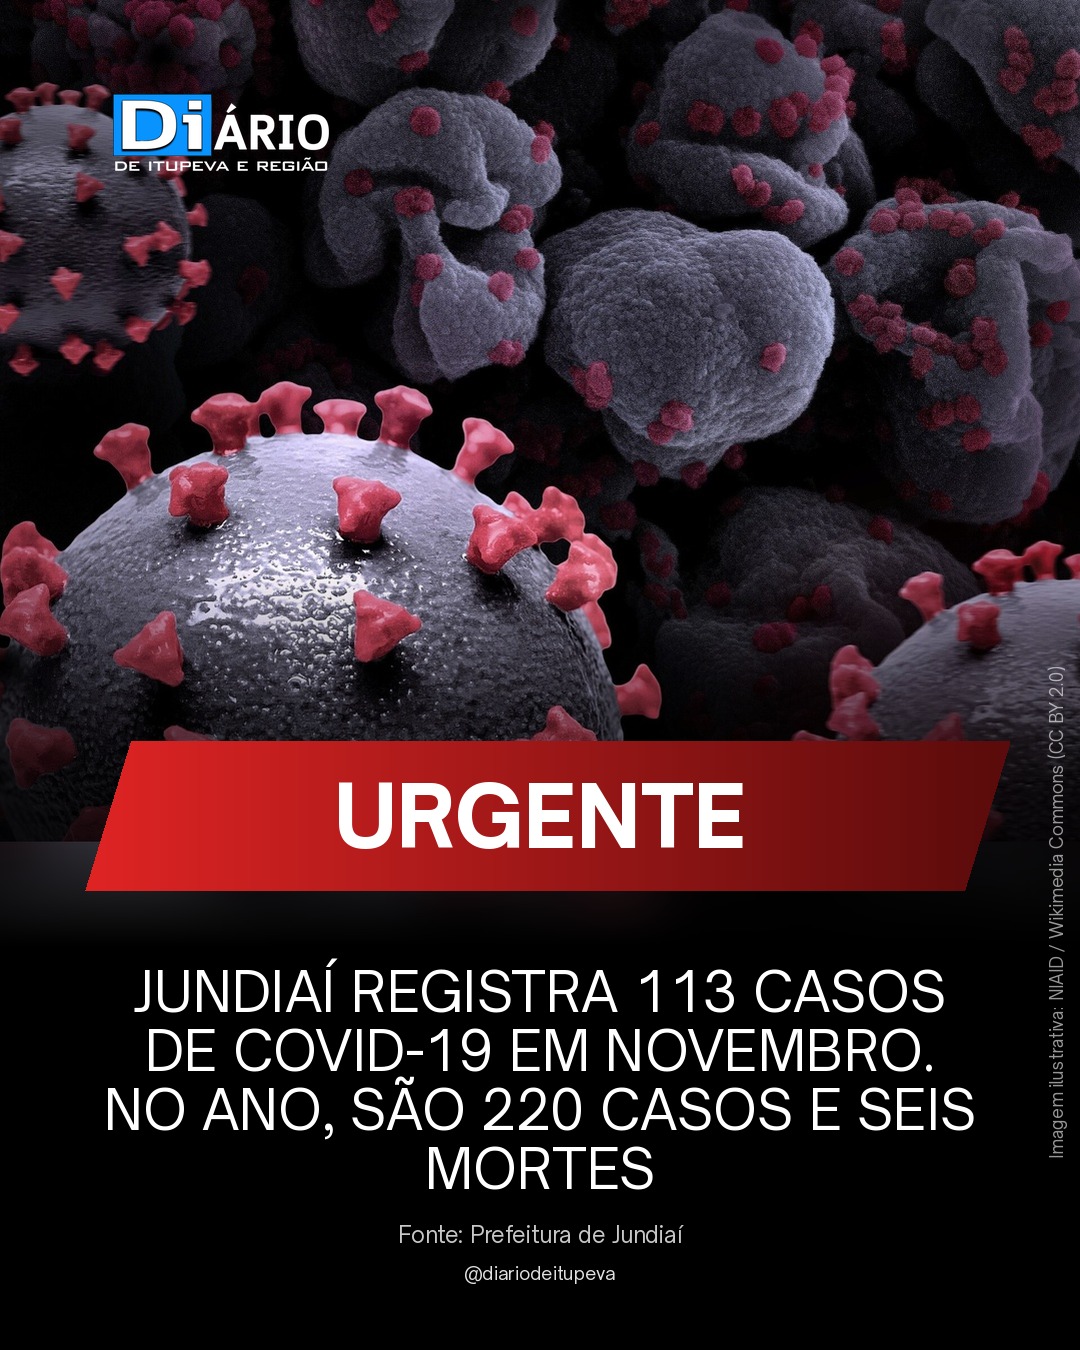 DiÁRIO
DE ITUPEVA E REGIÃO
URGENTE
JUNDIAÍ REGISTRA 113 CASOS
DE COVID-19 EM NOVEMBRO.
NO ANO, SÃO 220 CASOS E SEIS
MORTES
Fonte: Prefeitura de Jundiaí
@diariodeitupeva
Imagem ilustrativa: NIAID / Wikimedia Commons (CC BY 2.0)